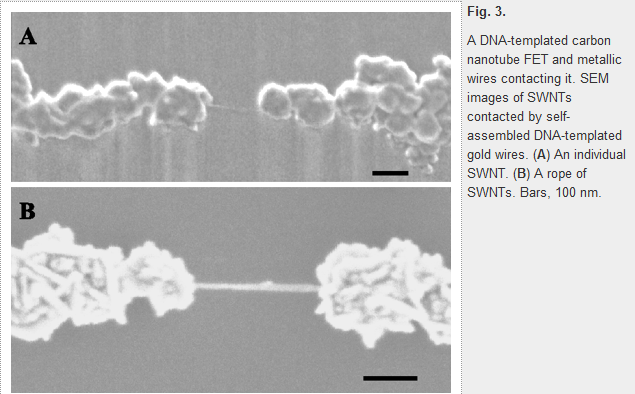 A
B
Fig. 3.
A DNA-templated carbon
nanotube FET and metallic
wires contacting it. SEM
images of SWNTs
contacted by self-
assembled DNA-templated
gold wires. (A) An individual
SWNT. (B) A rope of
SWNTs. Bars, 100 nm.